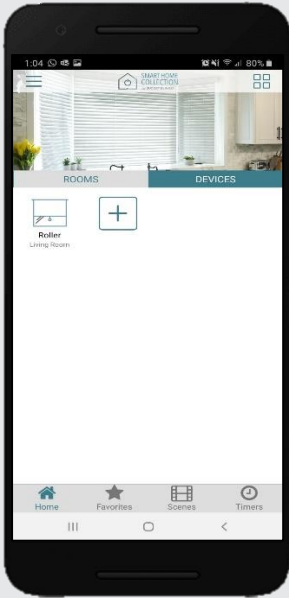 1:04 80%
SMART HOME
COLLECTION
ROOMS DEVICES
Roller
Living Room
Home Favorites Scenes Timers